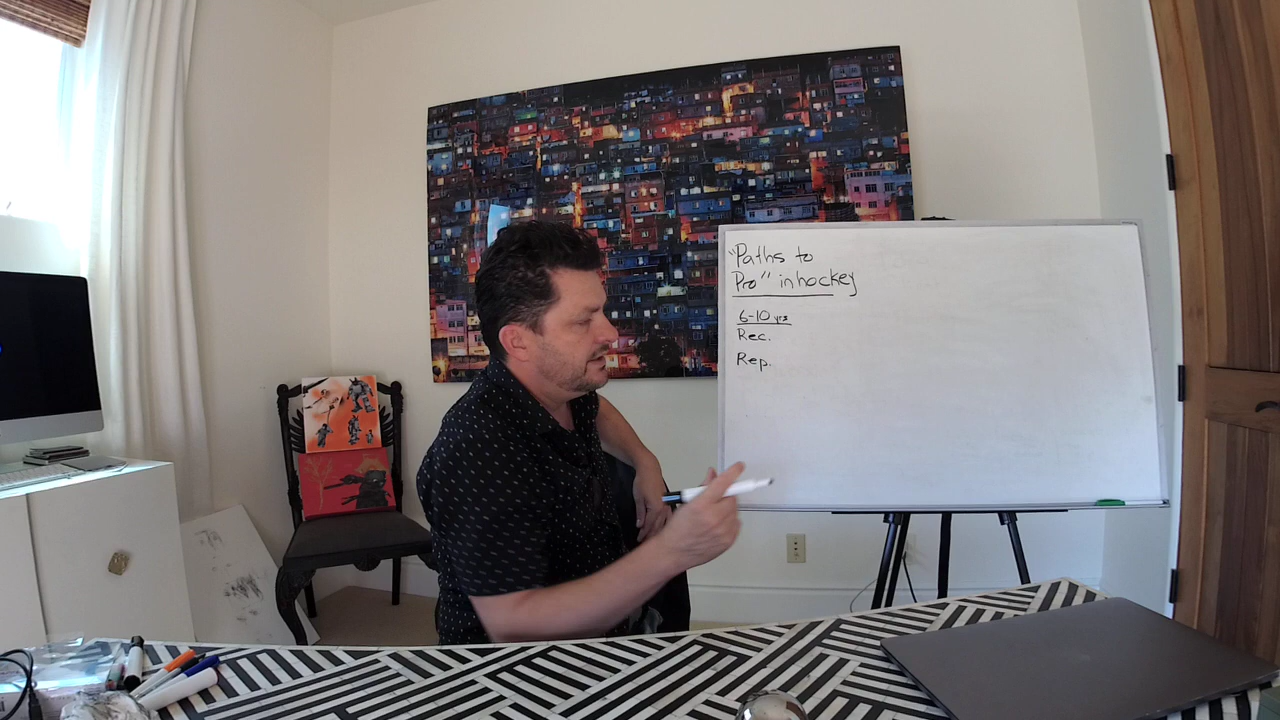 "Paths to
Pro" in hockey
6-10 yrs
Rec.
Rep.